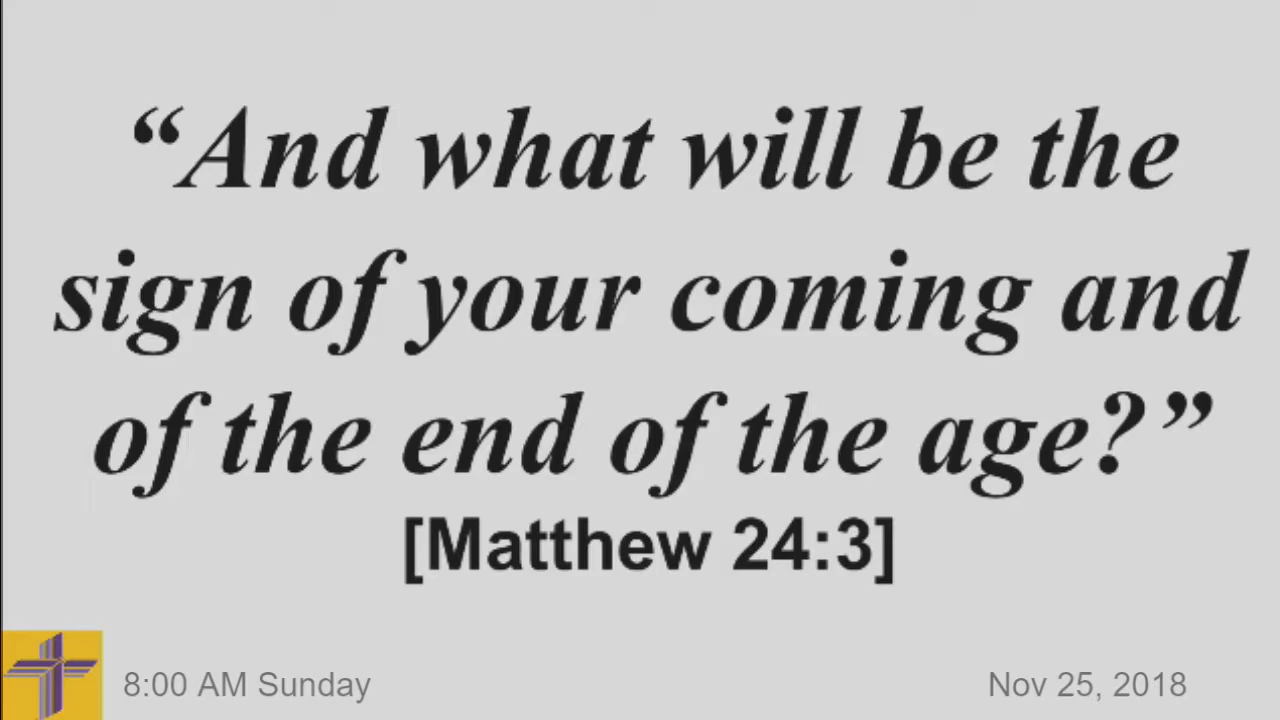 “And what will be the
sign of your coming and
of the end of the age?”
[Matthew 24:3]
8:00 AM Sunday
Nov 25, 2018